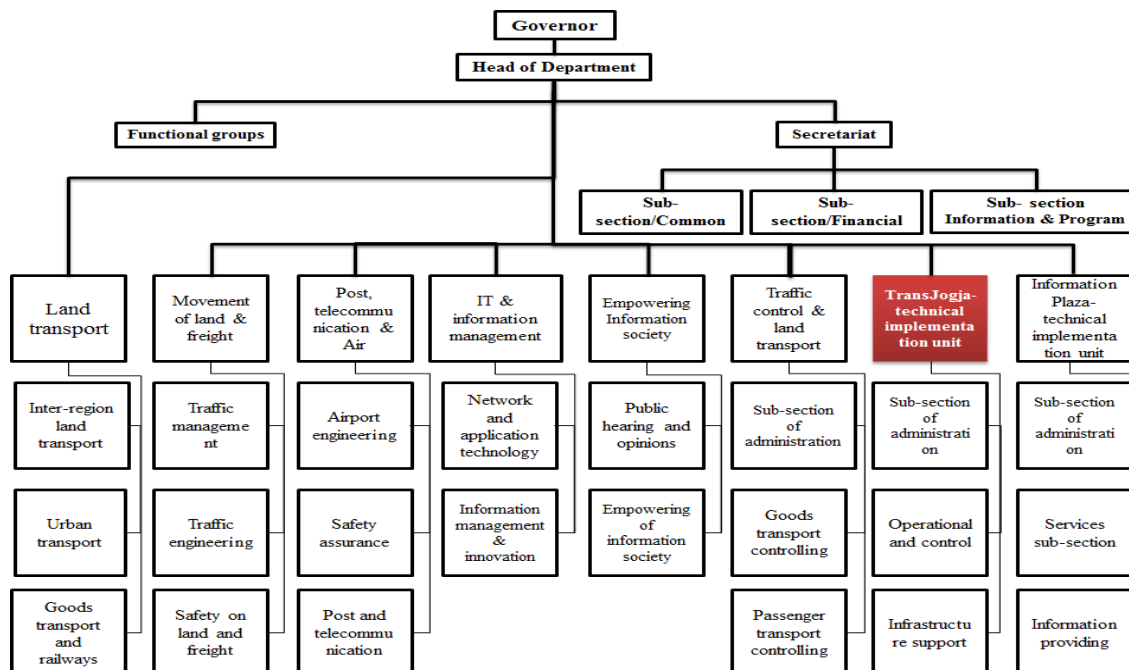 Governor
Head of Department
Functional groups
Secretariat
Sub-
section/Common
Sub-
section/Financial
Sub- section
Information & Program
Land
transport
Movement
of land &
freight
Post,
telecommu
nication &
Air
IT &
information
management
Empowering
Information
society
Traffic
control &
land
transport
TransJogja-
technical
implementa
tion unit
Information
Plaza-
technical
implementa
tion unit
Inter-region
land
transport
Traffic
manageme
nt
Airport
engineering
Network
and
application
technology
Public
hearing and
opinions
Sub-section
of
administration
Sub-section
of
administrati
on
Sub-section
of
administrati
on
Urban
transport
Traffic
engineering
Safety
assurance
Information
management
& 
innovation
Empowering
of
information
society
Goods
transport
controlling
Operational
and control
Services
sub-section
Goods
transport
and
railways
Safety on
land and
freight
Post and
telecommu
nication
Passenger
transport
controlling
Infrastructu
re support
Information
providing